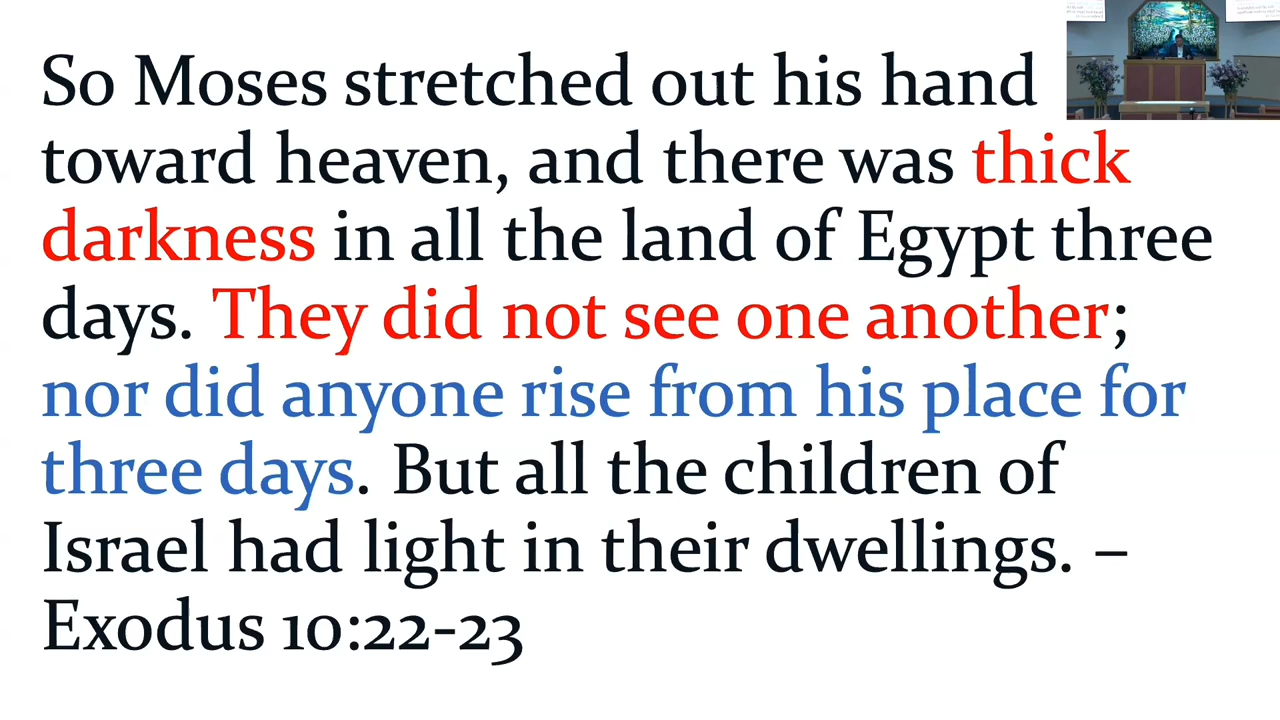 So Moses stretched out his hand
toward heaven, and there was thick
darkness in all the land of Egypt three
days. They did not see one another;
nor did anyone rise from his place for
three days. But all the children of
Israel had light in their dwellings. –
Exodus 10:22-23